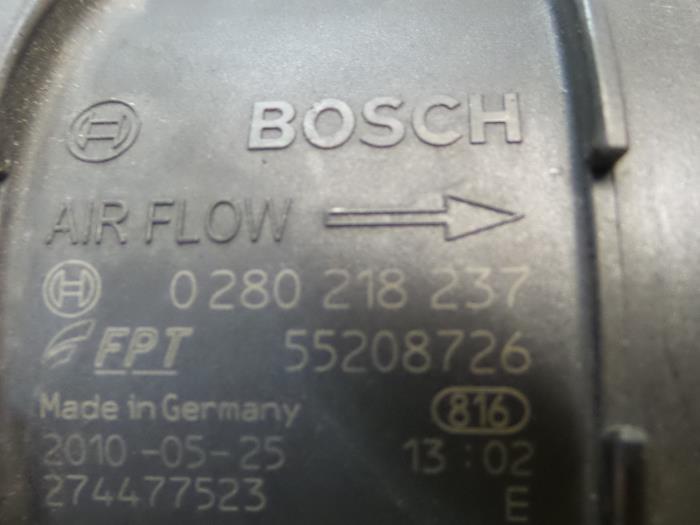 BOSCH
AIR FLOW
0 280 218 237
FPT 55208726
Made in Germany 816
2010-05-25 13:02
274477523 E